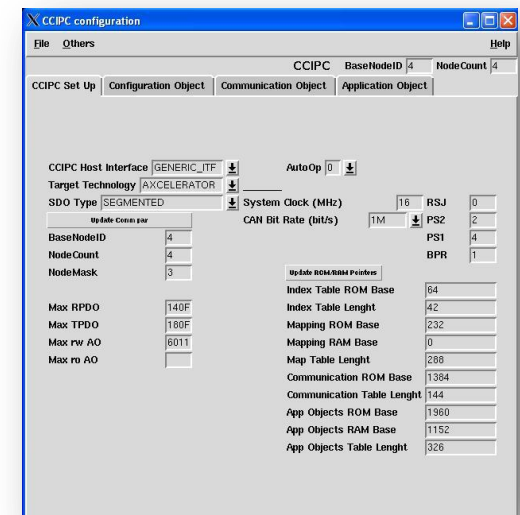 CCIPC configuration
File Others Help
CCIPC BaseNodeID 4 NodeCount 4
CCIPC Set Up Configuration Object Communication Object Application Object
CCIPC Host Interface GENERIC_ITF AutoOp 0
Target Technology AXCELERATOR
SDO Type SEGMENTED System Clock (MHz) 16 RSJ 0
Update Comm par CAN Bit Rate (bit/s) 1M PS2 2
BaseNodeID 4 PS1 4
NodeCount 4 BPR 1
NodeMask 3 Update ROM/RAM Pointers
Index Table ROM Base 64
Max RPDO 140F Index Table Lenght 42
Max TPDO 180F Mapping ROM Base 232
Max rw AO 6011 Mapping RAM Base 0
Max ro AO Map Table Lenght 288
Communication ROM Base 1384
Communication Table Lenght 144
App Objects ROM Base 1960
App Objects RAM Base 1152
App Objects Table Lenght 326